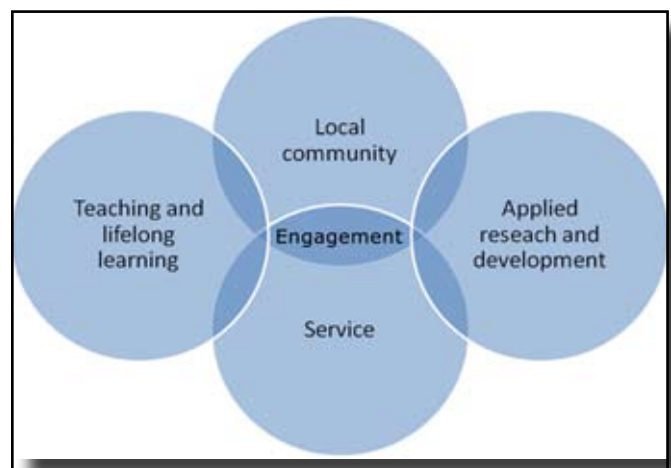 Local
community
Teaching and
lifelong
learning
Engagement
Applied
reseach and
development
Service